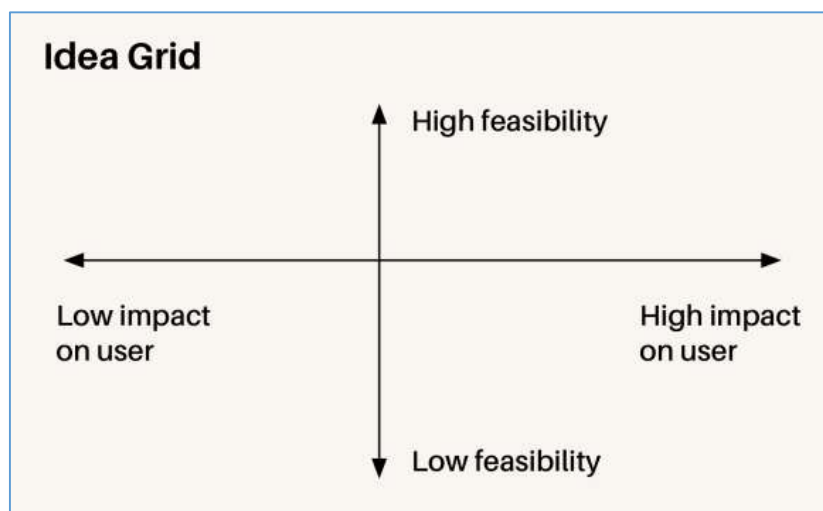 Idea Grid
High feasibility
Low impact
on user
High impact
on user
Low feasibility